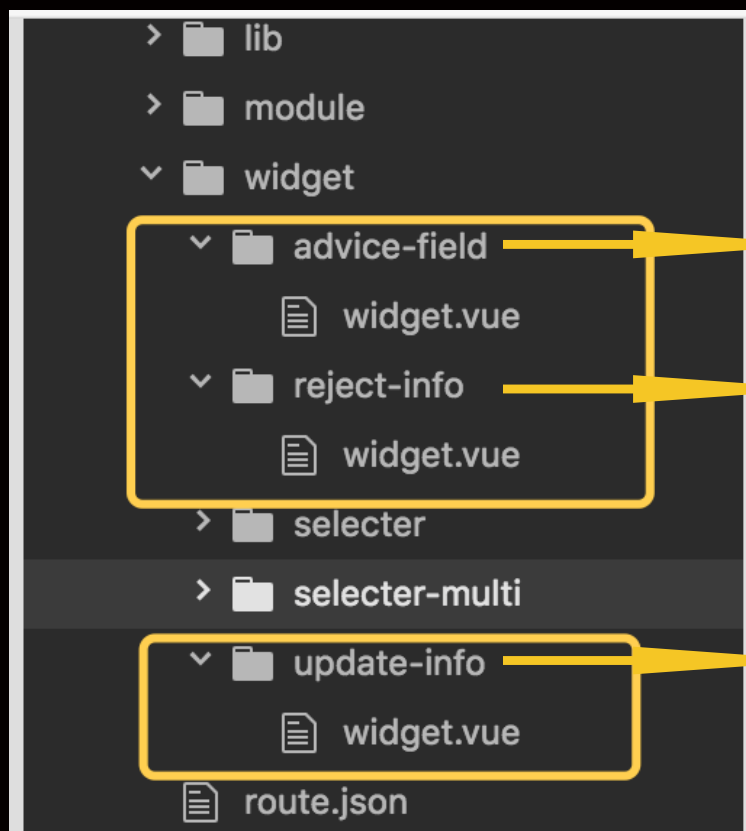 lib
module
widget
advice-field
widget.vue
reject-info
widget.vue
selecter
selecter-multi
update-info
widget.vue
route.json